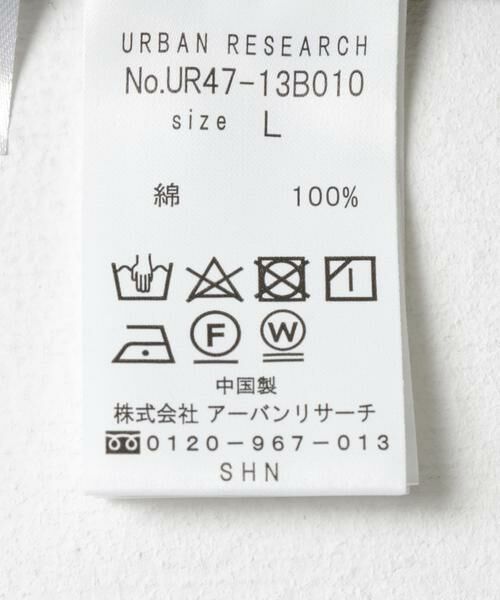 URBAN RESEARCH
No.UR47-13B010
size L
綿 100%
F W
中国製
株式会社 アーバンリサーチ
0120-967-013
SHN